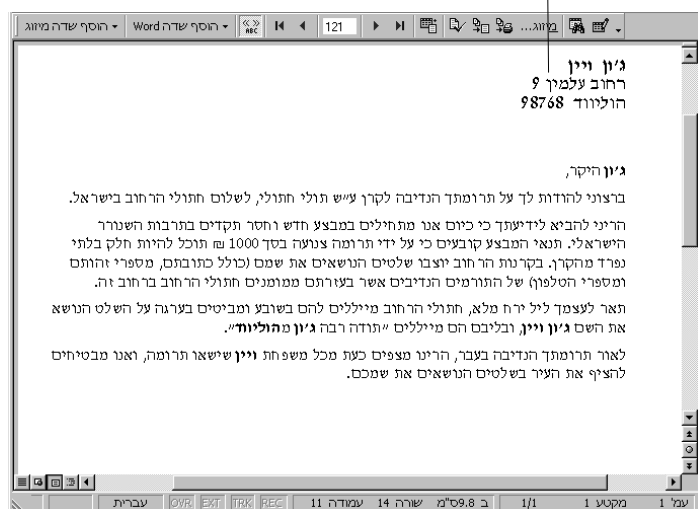 הוסף שדה מיזוג Word הוסף שדה «» ABC 121 מיזוג...
ג'ון ויין
רחוב עלמין 9
הוליווד 98768
ג'ון היקר,
ברצוני להודות לך על תרומתך הנדיבה לקרן ע״ש תולי חתולי, לשלום חתולי הרחוב בישראל.
הריני להביא לידיעתך כי כיום אנו מתחילים במבצע חדש וחסר תקדים בתרבות השנורר
הישראלי. תנאי המבצע קובעים כי על ידי תרומה צנועה בסך 1000 ₪ תוכל להיות חלק בלתי
נפרד מהקרן. בקרנות הרחוב יוצבו שלטים הנושאים את שמם (כולל כתובתם, מספרי זהותם
ומספרי הטלפון) של התורמים הנדיבים אשר בעזרתם ממומנים חתולי הרחוב ברחוב זה.
תאר לעצמך ליל ירח מלא, חתולי הרחוב מייללים להם בשובע ומביטים בערגה על השלט הנושא
את השם ג'ון ויין, ובליבם הם מייללים ״תודה רבה ג'ון מהוליווד״.
לאור תרומתך הנדיבה בעבר, הרינו מצפים כעת מכל משפחת ויין שישאו תרומה, ואנו מבטיחים
להציף את העיר בשלטים הנושאים את שמכם.
עמ' 1 מקטע 1 1/1 ב 9.8ס"מ שורה 14 עמודה 11 REC TRK EXT OVR עברית